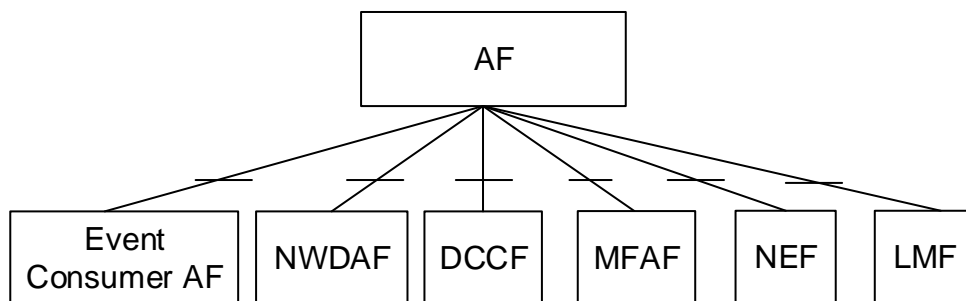 AF
Event
Consumer AF
NWDAF
DCCF
MFAF
NEF
LMF